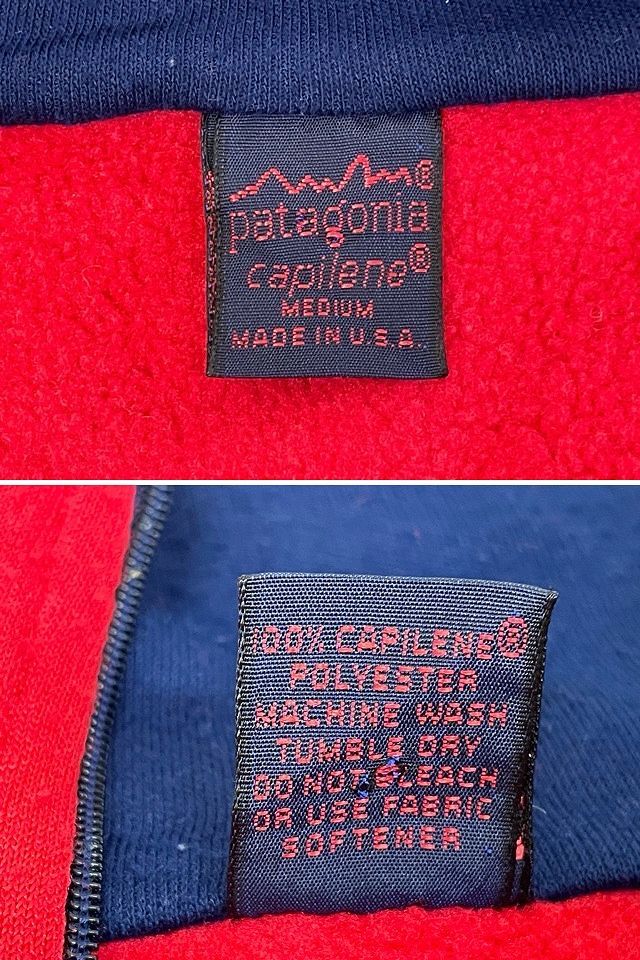 ®
patagonia
capilene®
MEDIUM
MADE IN U.S.A.
100% CAPILENE®
POLYESTER
MACHINE WASH
TUMBLE DRY
DO NOT BLEACH
OR USE FABRIC
SOFTENER